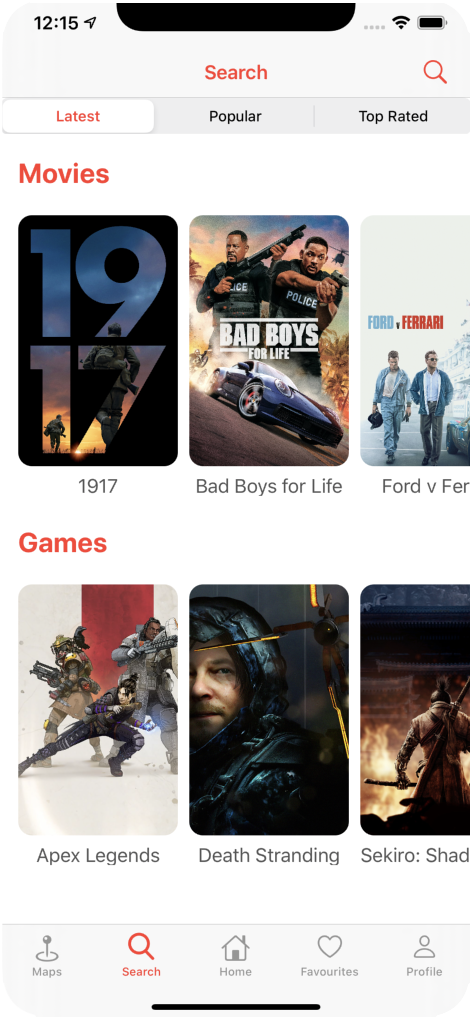 12:15
Search
Latest Popular Top Rated
Movies
19
17
POLICE
POLICE
BAD BOYS
FOR LIFE
FORD v FERRARI
1917 Bad Boys for Life Ford v Fer
Games
Apex Legends Death Stranding Sekiro: Shad
Maps Search Home Favourites Profile